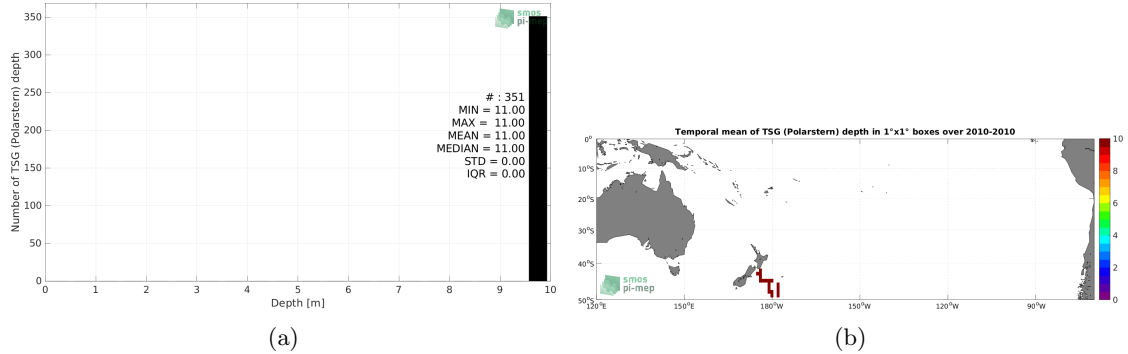 350
300
250
200
150
100
50
0
Number of TSG (Polarstern) depth
smos
pi-mep
# : 351
MIN = 11.00
MAX = 11.00
MEAN = 11.00
MEDIAN = 11.00
STD = 0.00
IQR = 0.00
0 1 2 3 4 5 6 7 8 9 10
Depth [m]
(a)
Temporal mean of TSG (Polarstern) depth in 1°x1° boxes over 2010-2010
0°
10°S
20°S
30°S
40°S
50°S
smos
pi-mep
120°E 150°E 180°W 150°W 120°W 90°W
10
8
6
4
2
0
(b)